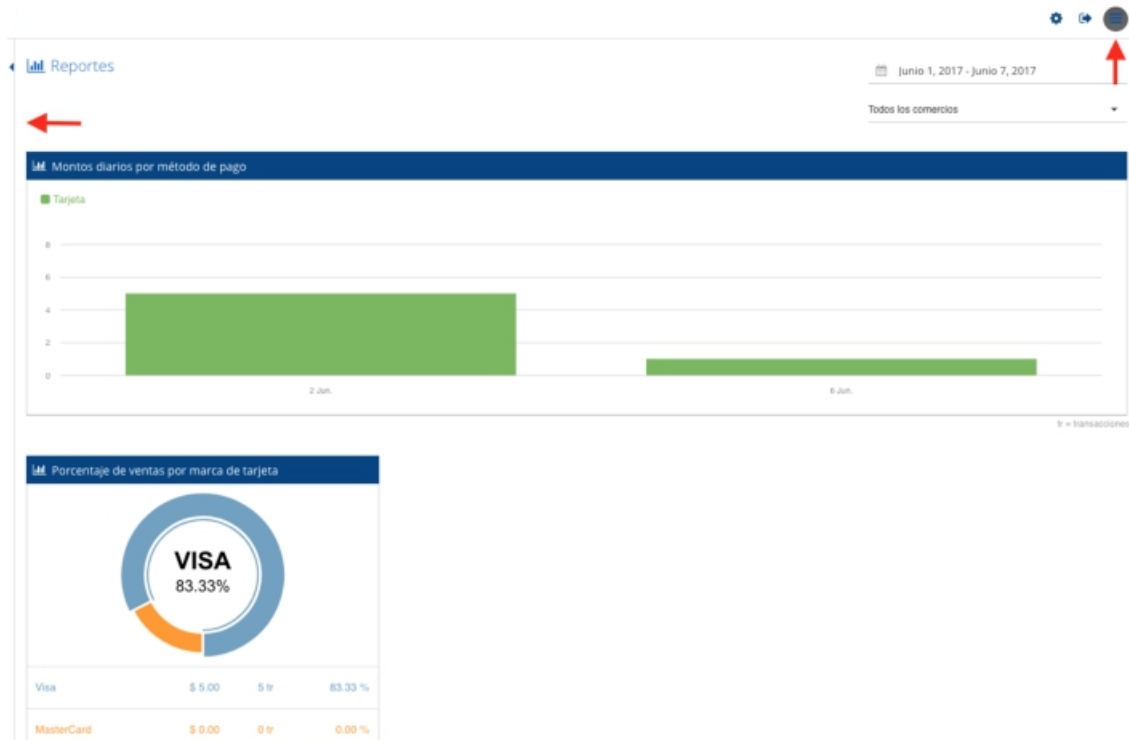 Reportes
Junio 1, 2017 - Junio 7, 2017
Todos los comercios
Montos diarios por método de pago
Tarjeta
8
6
4
2
0
2 Jun.
6 Jun.
tr = transacciones
Porcentaje de ventas por marca de tarjeta
VISA
83.33%
Visa $ 5.00 5 tr 83.33 %
MasterCard $ 0.00 0 tr 0.00 %